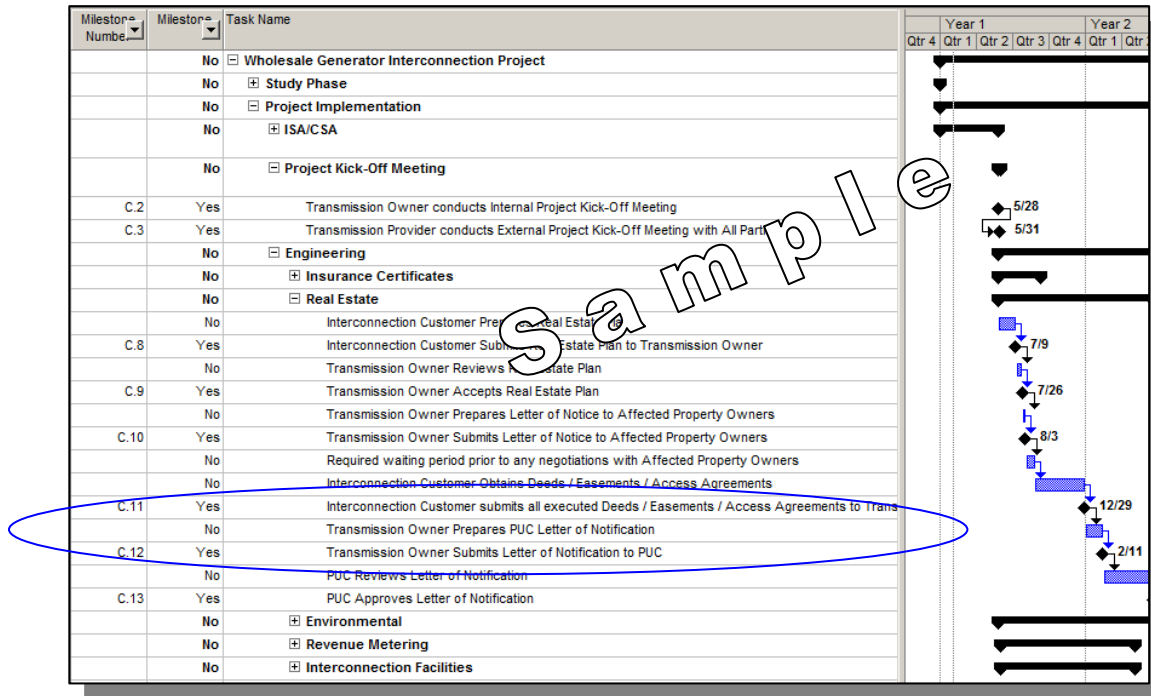 Milestone Numbe Milestone Task Name Year 1 Year 2
Qtr 4 Qtr 1 Qtr 2 Qtr 3 Qtr 4 Qtr 1 Qtr
No Wholesale Generator Interconnection Project
No Study Phase
No Project Implementation
No ISA/CSA
No Project Kick-Off Meeting
C.2 Yes Transmission Owner conducts Internal Project Kick-Off Meeting 5/28
C.3 Yes Transmission Provider conducts External Project Kick-Off Meeting with All Part 5/31
No Engineering
No Insurance Certificates
No Real Estate
No Interconnection Customer Prepares Real Estate Plan
C.8 Yes Interconnection Customer Submits Real Estate Plan to Transmission Owner 7/9
No Transmission Owner Reviews Real Estate Plan
C.9 Yes Transmission Owner Accepts Real Estate Plan 7/26
No Transmission Owner Prepares Letter of Notice to Affected Property Owners
C.10 Yes Transmission Owner Submits Letter of Notice to Affected Property Owners 8/3
No Required waiting period prior to any negotiations with Affected Property Owners
No Interconnection Customer Obtains Deeds / Easements / Access Agreements
C.11 Yes Interconnection Customer submits all executed Deeds / Easements / Access Agreements to Trans 12/29
No Transmission Owner Prepares PUC Letter of Notification
C.12 Yes Transmission Owner Submits Letter of Notification to PUC 2/11
No PUC Reviews Letter of Notification
C.13 Yes PUC Approves Letter of Notification
No Environmental
No Revenue Metering
No Interconnection Facilities
Sample